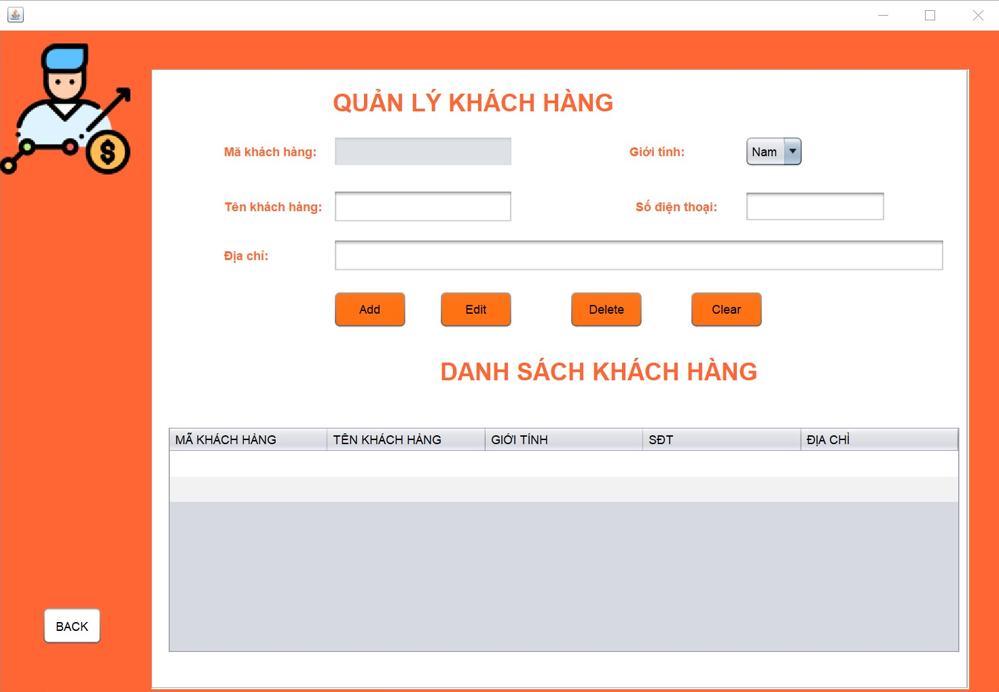 QUẢN LÝ KHÁCH HÀNG
Mã khách hàng:
Giới tính:
Nam
Tên khách hàng:
Số điện thoại:
Địa chỉ:
Add
Edit
Delete
Clear
DANH SÁCH KHÁCH HÀNG
MÃ KHÁCH HÀNG
TÊN KHÁCH HÀNG
GIỚI TÍNH
SĐT
ĐỊA CHỈ
BACK
$